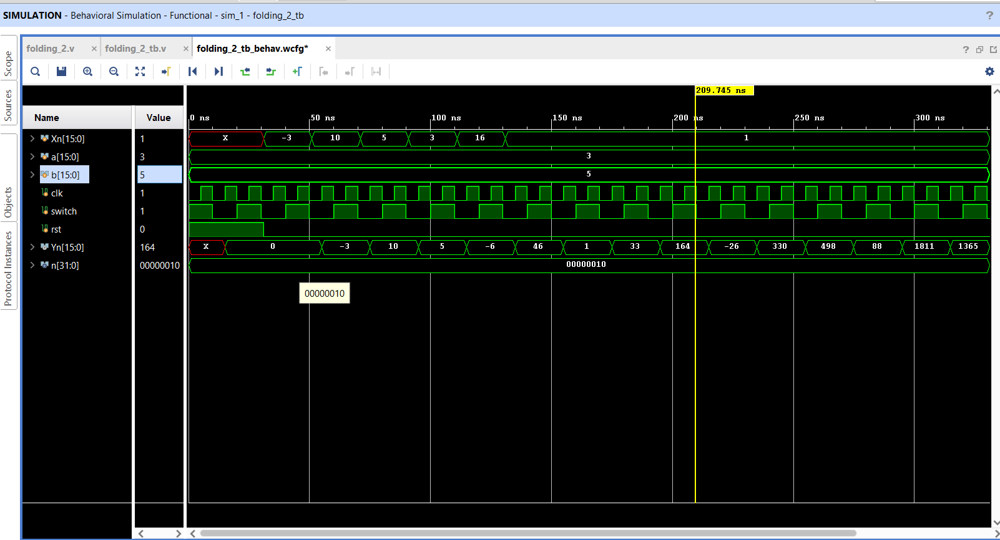 SIMULATION - Behavioral Simulation - Functional - sim_1 - folding_2_tb ?
folding_2.v × folding_2_tb.v × folding_2_tb_behav.wcfg* ×
?
Scope
Sources
Objects
Protocol Instances
209.745 ns
Name Value
0 ns 50 ns 100 ns 150 ns 200 ns 250 ns 300 ns
Xn[15:0] 1 X -3 10 5 3 16 1
a[15:0] 3 3
b[15:0] 5 5
clk 1
switch 1
rst 0
Yn[15:0] 164 X 0 -3 10 5 -6 46 1 33 164 -26 330 498 88 1811 1365
n[31:0] 00000010 00000010
00000010